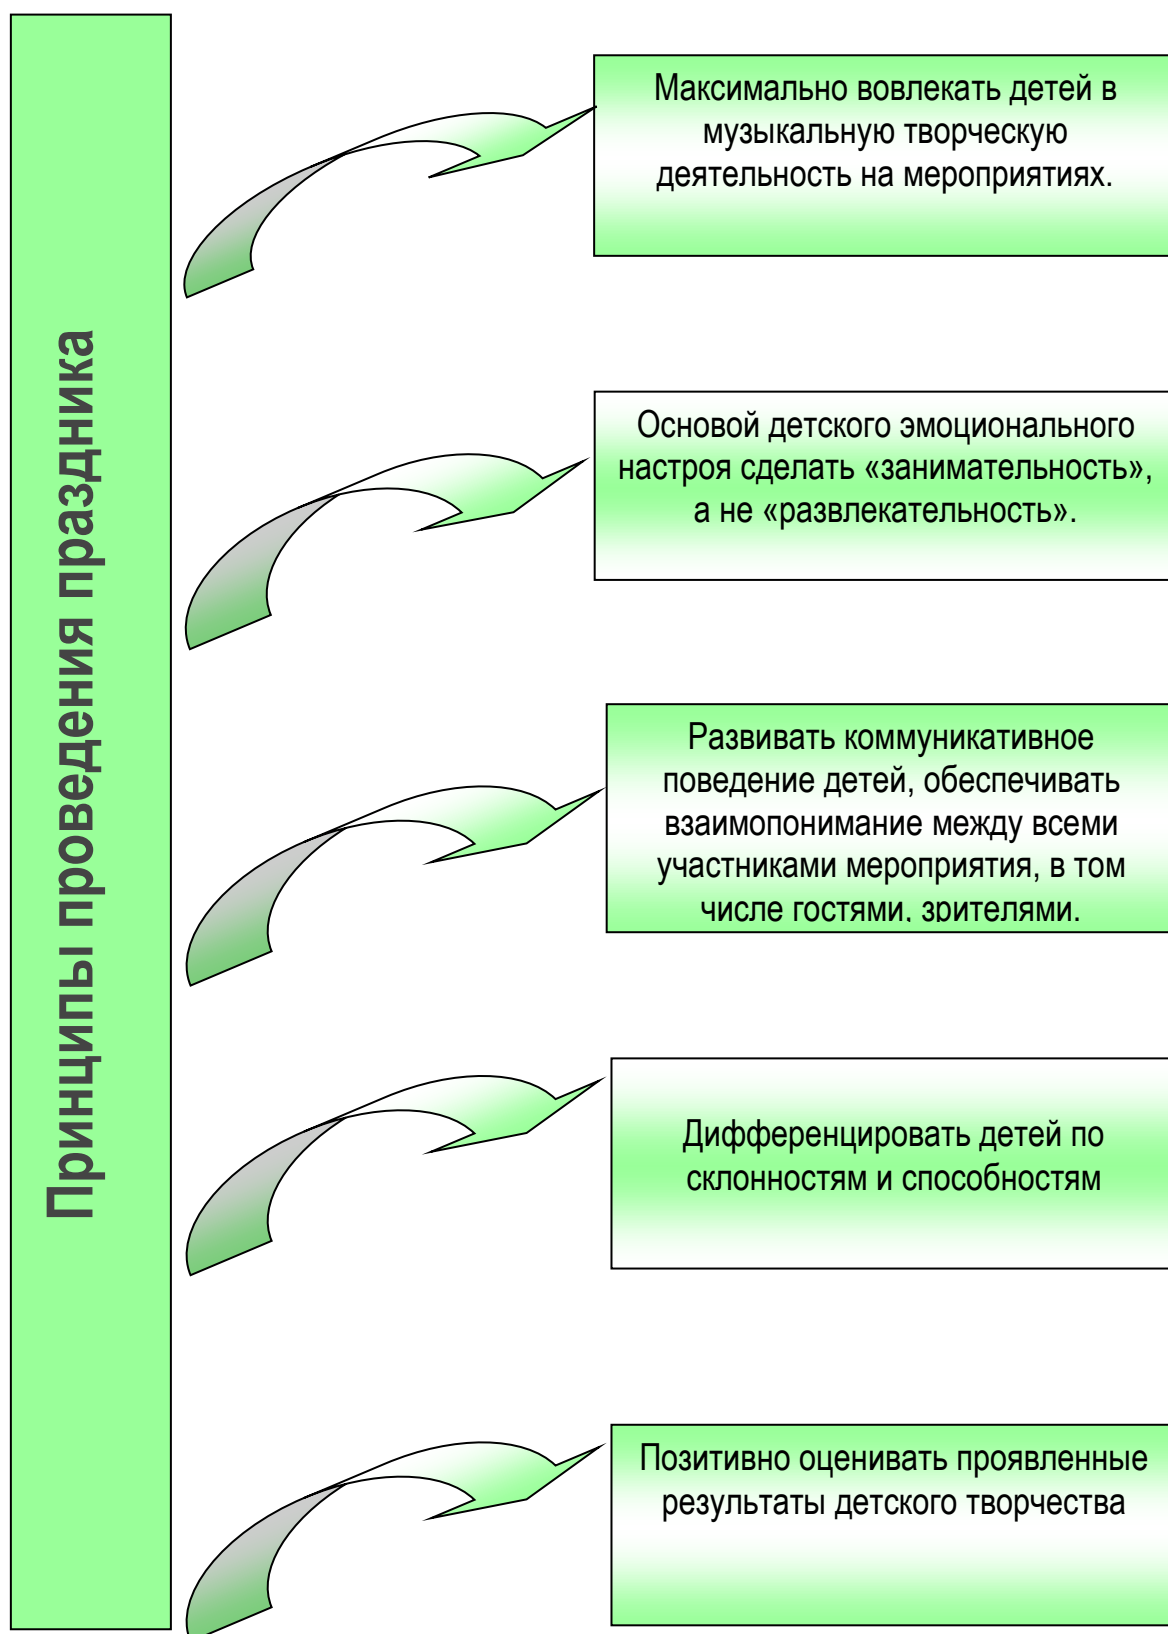 Принципы проведения праздника
Максимально вовлекать детей в
музыкальную творческую
деятельность на мероприятиях.
Основой детского эмоционального
настроя сделать «занимательность»,
а не «развлекательность».
Развивать коммуникативное
поведение детей, обеспечивать
взаимопонимание между всеми
участниками мероприятия, в том
числе гостями, зрителями.
Дифференцировать детей по
склонностям и способностям
Позитивно оценивать проявленные
результаты детского творчества